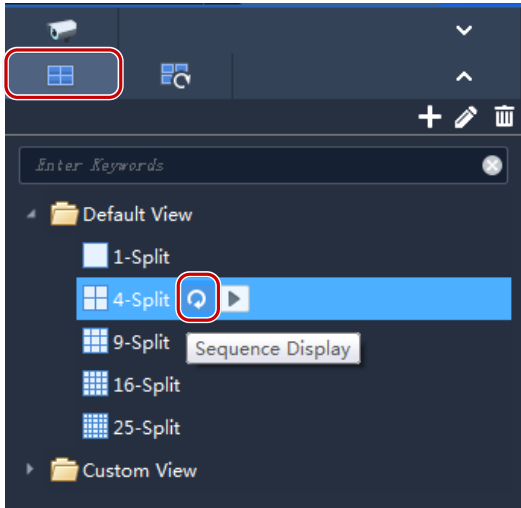 Enter Keywords
Default View
1-Split
4-Split
9-Split
Sequence Display
16-Split
25-Split
Custom View